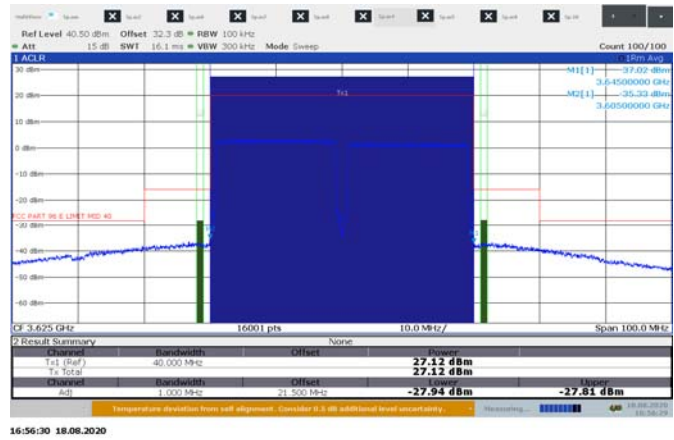 MultiView Spectrum
Ref Level 40.50 dBm Offset 32.3 dB RBW 100 kHz
Att 15 dB SWT 16.1 ms VBW 300 kHz Mode Sweep Count 100/100
1 ACLR 1Rm Avg
30 dBm M1[1] -37.02 dBm
3.64500000 GHz
20 dBm Tx1 M2[1] -35.33 dBm
3.60500000 GHz
10 dBm
0 dBm
-10 dBm
-20 dBm
FCC PART 96 E LIMIT MID 40
-30 dBm
-40 dBm
-50 dBm
-60 dBm
CF 3.625 GHz 16001 pts 10.0 MHz/ Span 100.0 MHz
2 Result Summary None
Channel Bandwidth Offset Power
Tx1 (Ref) 40.000 MHz 27.12 dBm
Tx Total 27.12 dBm
Channel Bandwidth Offset Lower Upper
Adj 1.000 MHz 21.500 MHz -27.94 dBm -27.81 dBm
Temperature deviation from self alignment. Consider 0.5 dB additional level uncertainty. Measuring... 18.08.2020
16:56:29
16:56:30 18.08.2020